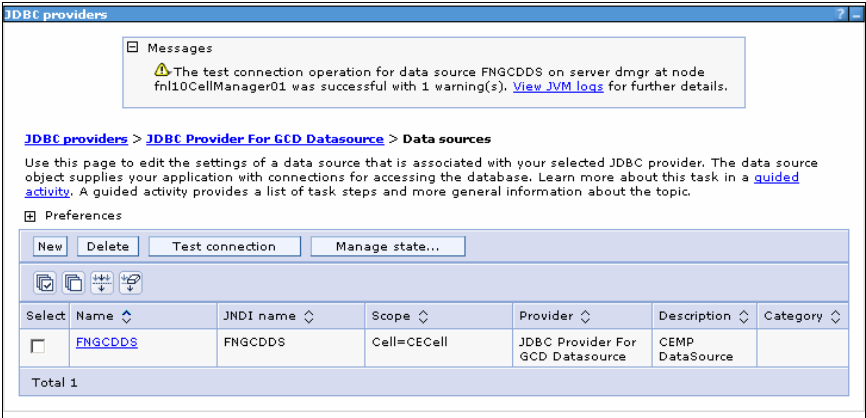 JDBC providers ? _
Messages
The test connection operation for data source FNGCDDS on server dmgr at node
fnl10CellManager01 was successful with 1 warning(s). View JVM logs for further details.
JDBC providers > JDBC Provider For GCD Datasource > Data sources
Use this page to edit the settings of a data source that is associated with your selected JDBC provider. The data source
object supplies your application with connections for accessing the database. Learn more about this task in a guided
activity. A guided activity provides a list of task steps and more general information about the topic.
Preferences
New Delete Test connection Manage state...
Select Name JNDI name Scope Provider Description Category
FNGCDDS FNGCDDS Cell=CECell JDBC Provider For CEMP
GCD Datasource DataSource
Total 1